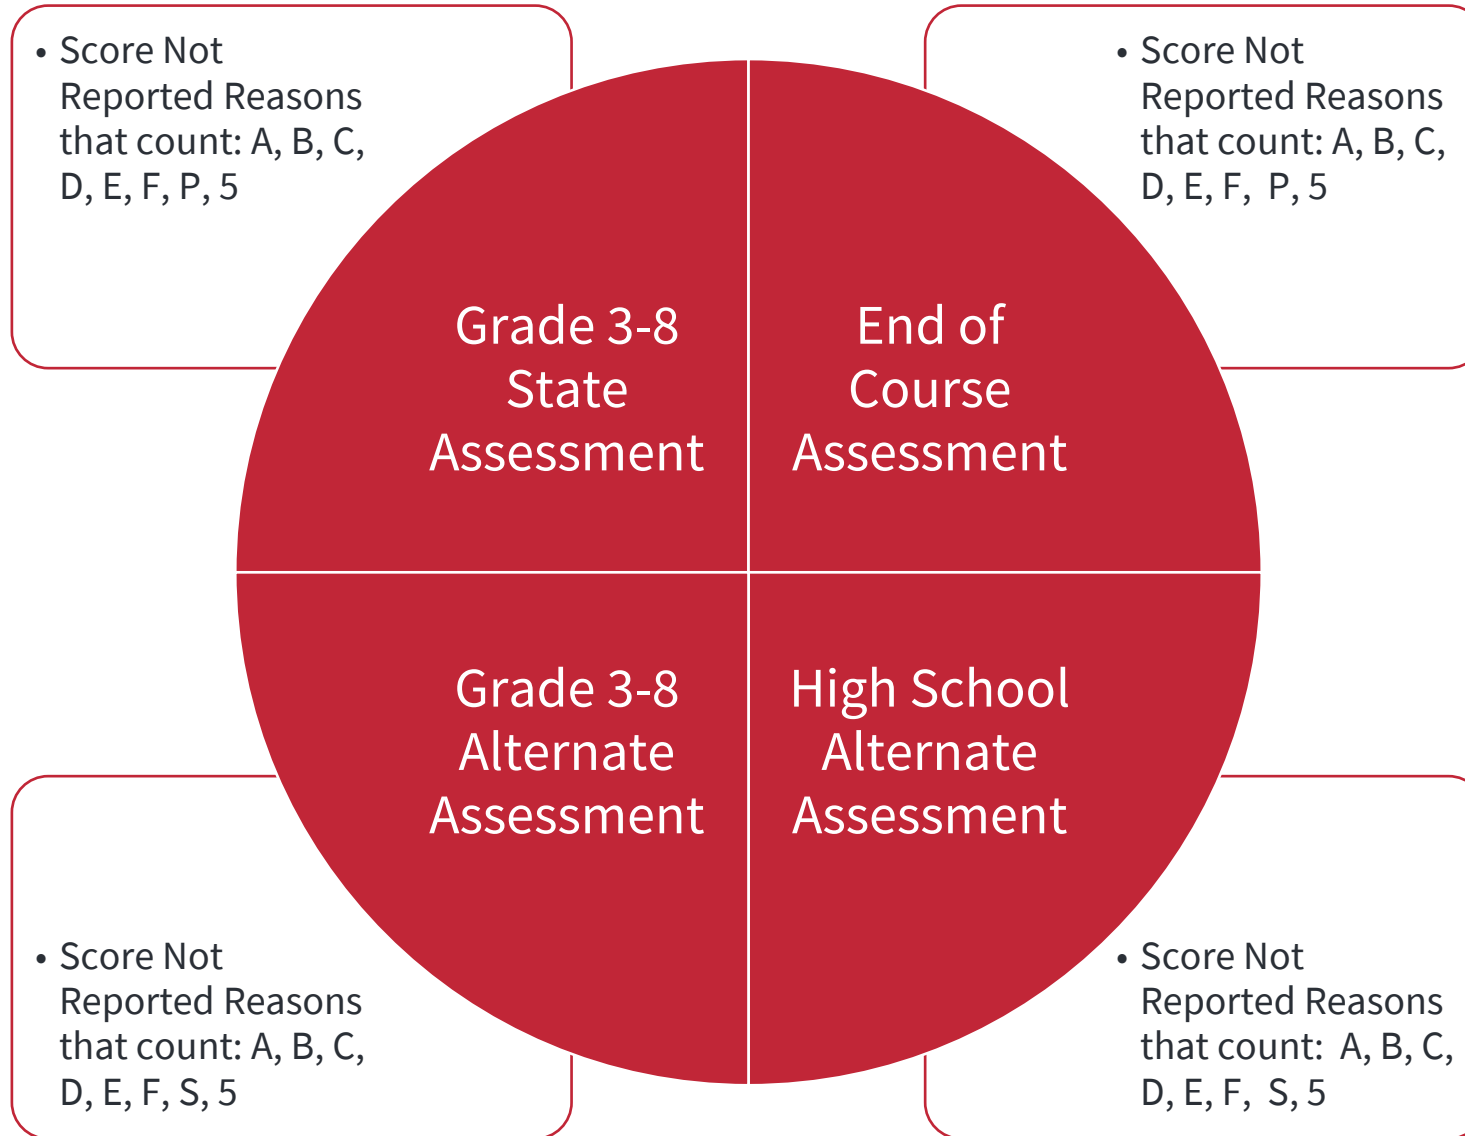 • Score Not
Reported Reasons
that count: A, B, C,
D, E, F, P, 5
• Score Not
Reported Reasons
that count: A, B, C,
D, E, F,  P, 5
Grade 3-8
State
Assessment
End of
Course
Assessment
Grade 3-8
Alternate
Assessment
High School
Alternate
Assessment
• Score Not
Reported Reasons
that count: A, B, C,
D, E, F, S, 5
• Score Not
Reported Reasons
that count:  A, B, C,
D, E, F,  S, 5